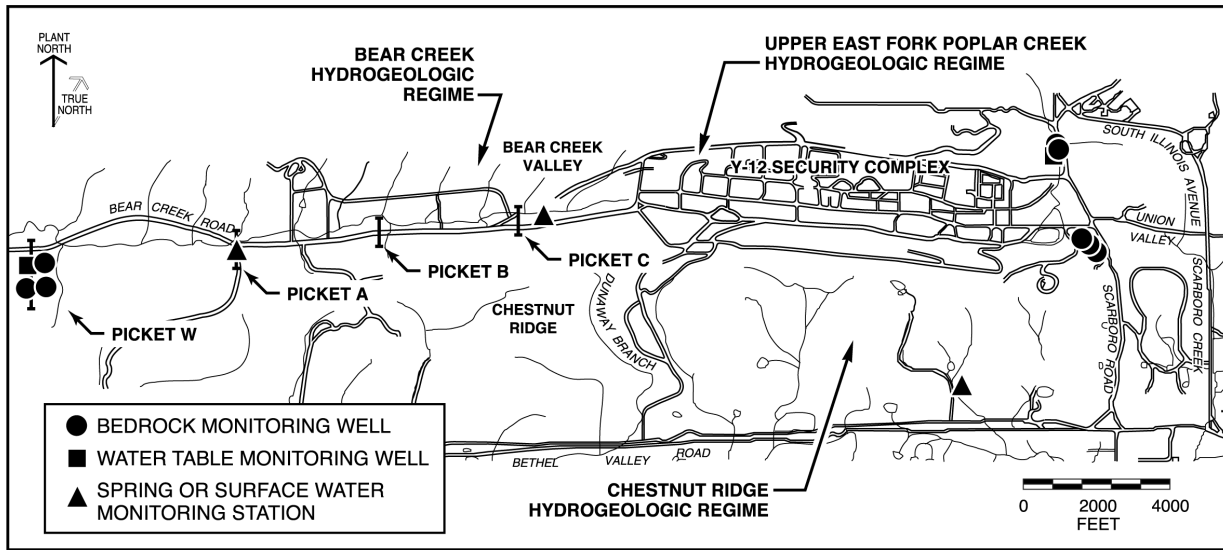 PLANT
NORTH
TRUE
NORTH
BEAR CREEK
HYDROGEOLOGIC
REGIME
UPPER EAST FORK POPLAR CREEK
HYDROGEOLOGIC REGIME
BEAR CREEK
VALLEY
Y-12 SECURITY COMPLEX
SOUTH ILLINOIS AVENUE
BEAR CREEK ROAD
UNION
VALLEY
PICKET W
PICKET A
PICKET B
PICKET C
CHESTNUT
RIDGE
DUNAWAY BRANCH
SCARBORO ROAD
SCARBORO CREEK
BEDROCK MONITORING WELL
WATER TABLE MONITORING WELL
SPRING OR SURFACE WATER
MONITORING STATION
BETHEL VALLEY ROAD
CHESTNUT RIDGE
HYDROGEOLOGIC REGIME
0 2000 4000
FEET